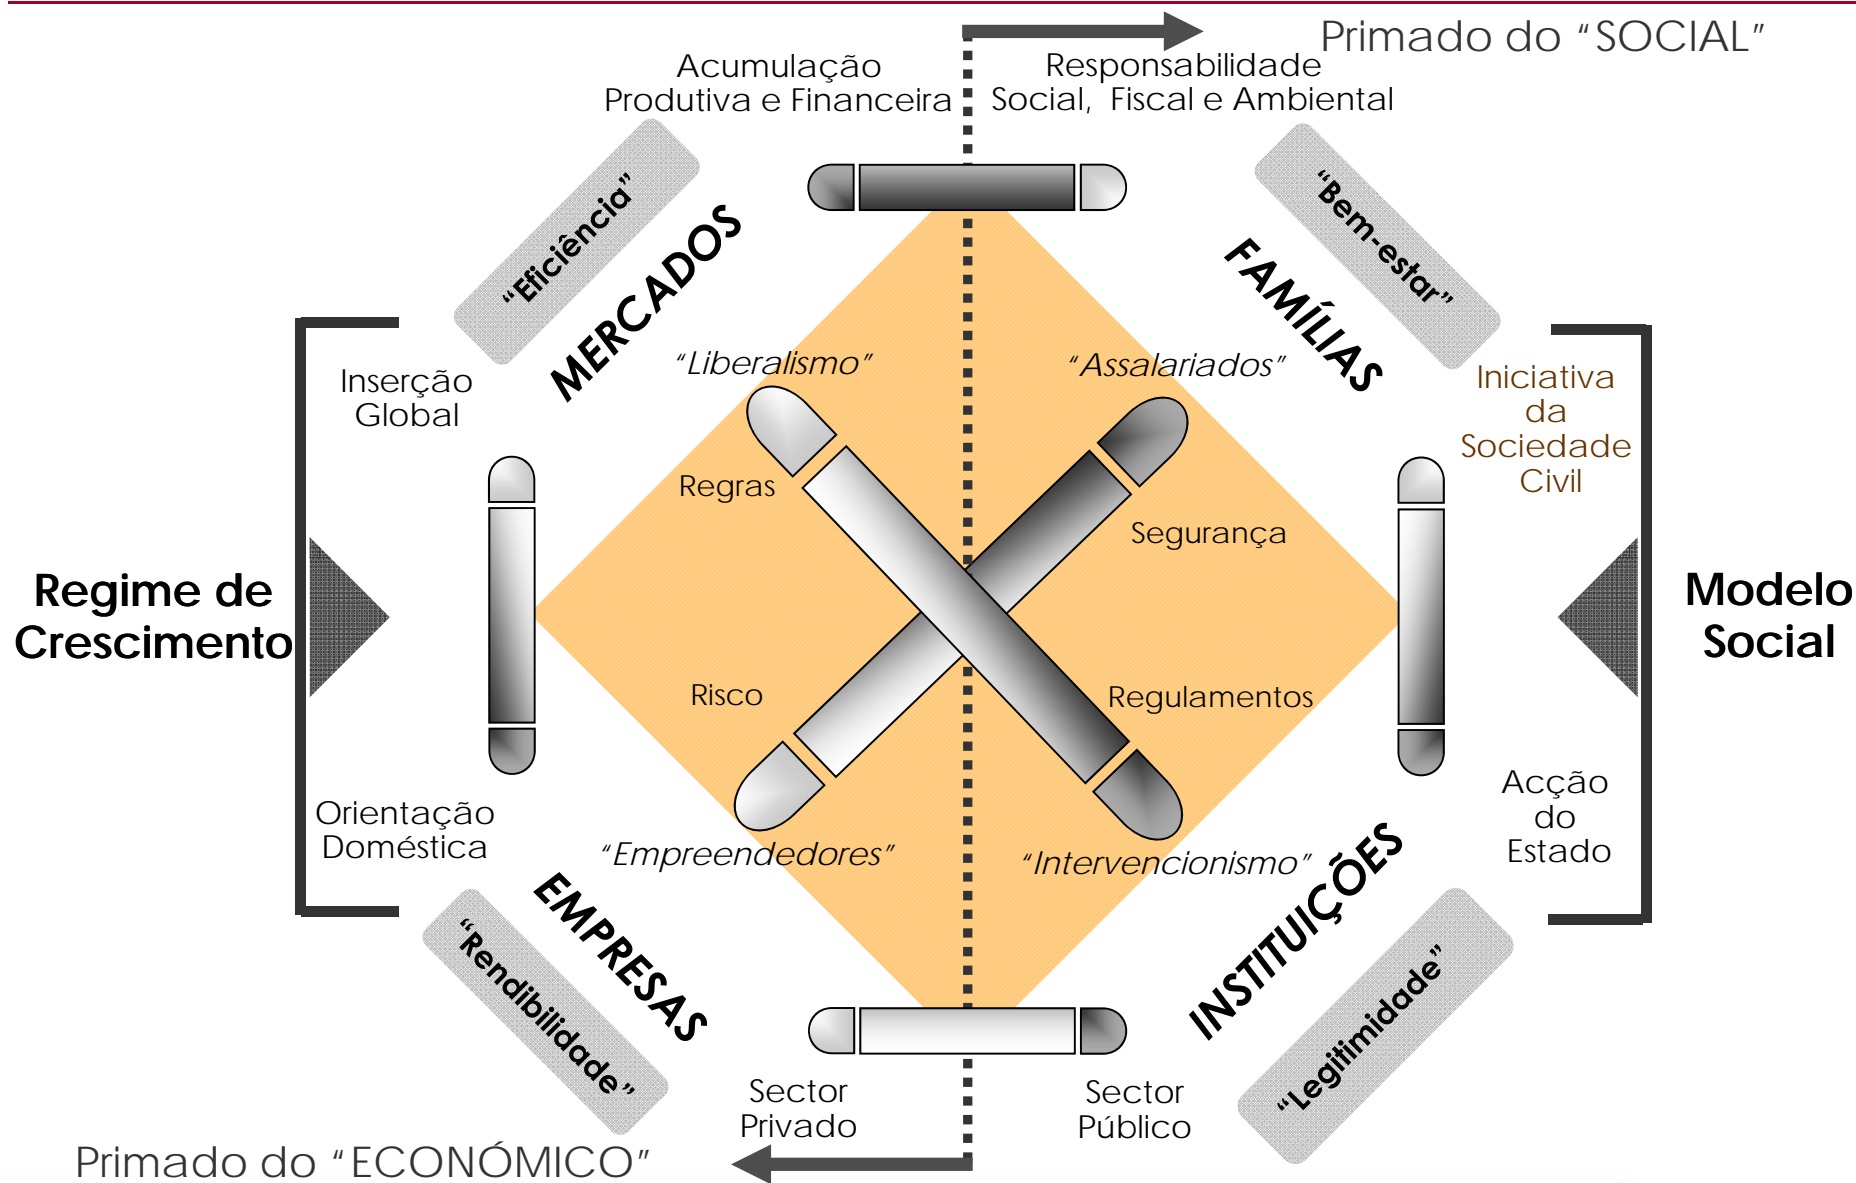 Primado do “SOCIAL”
Acumulação
Produtiva e Financeira
Responsabilidade
Social, Fiscal e Ambiental
“Eficiência”
MERCADOS
“Bem-estar”
FAMÍLIAS
“Liberalismo”
“Assalariados”
Inserção
Global
Iniciativa
da
Sociedade
Civil
Regras
Segurança
Regime de
Crescimento
Modelo
Social
Risco
Regulamentos
Orientação
Doméstica
Acção
do
Estado
“Empreendedores”
“Intervencionismo”
EMPRESAS
“Rendibilidade”
INSTITUIÇÕES
“Legitimidade”
Sector
Privado
Sector
Público
Primado do “ECONÓMICO”